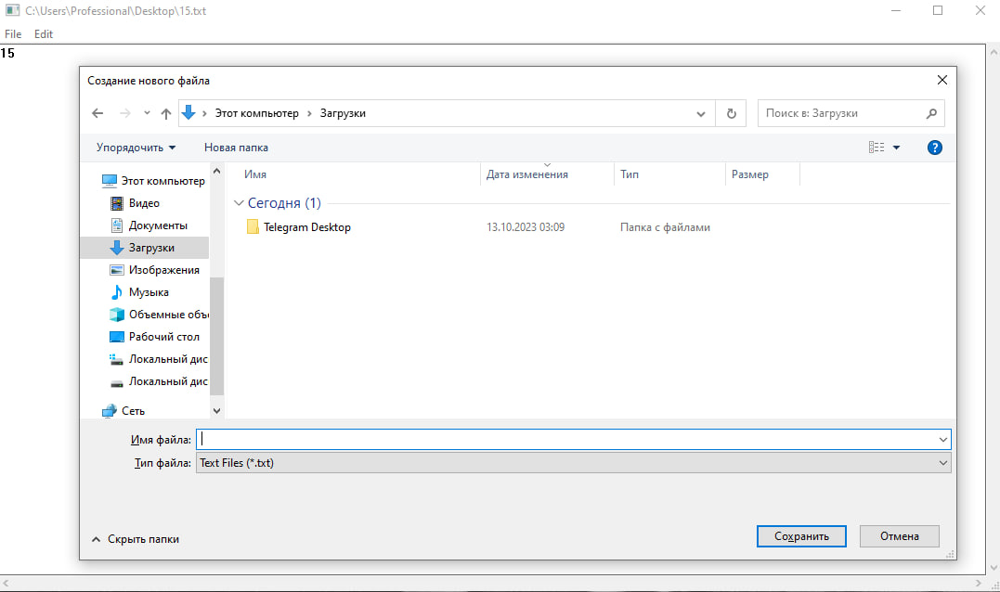 C:\Users\Professional\Desktop\15.txt
File Edit
15
Создание нового файла
Этот компьютер › Загрузки
Поиск в: Загрузки
Упорядочить Новая папка
?
Имя Дата изменения Тип Размер
Этот компьютер
Видео
Документы
Загрузки
Изображения
Музыка
Объемные объ
Рабочий стол
Локальный дис
Локальный дис
Сеть
Сегодня (1)
Telegram Desktop 13.10.2023 03:09 Папка с файлами
Имя файла:
Тип файла: Text Files (*.txt)
Скрыть папки
Сохранить
Отмена